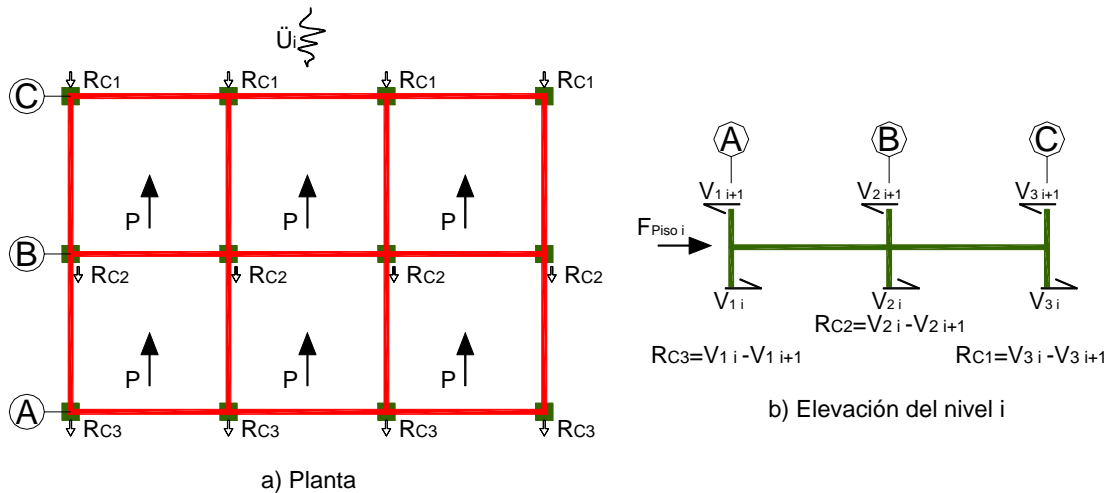 Üi
RC1 RC1 RC1 RC1
C
P P P
B
RC2 RC2 RC2 RC2
P P P
A
RC3 RC3 RC3 RC3
a) Planta
A B C
V1 i+1 V2 i+1 V3 i+1
FPiso i
V1 i V2 i V3 i
RC2=V2 i -V2 i+1
RC3=V1 i -V1 i+1 RC1=V3 i -V3 i+1
b) Elevación del nivel i